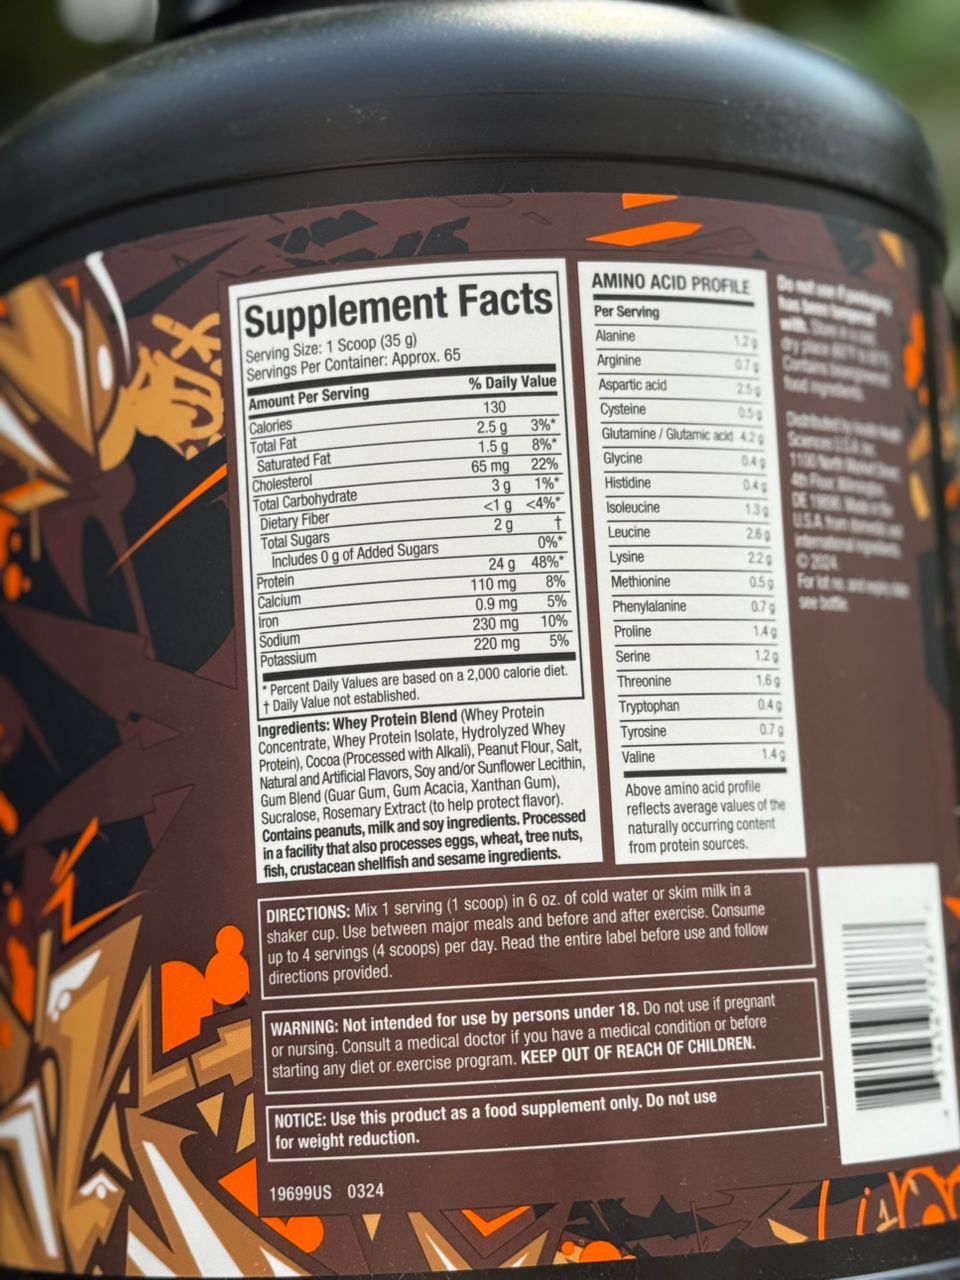 Supplement Facts
Serving Size: 1 Scoop (35 g)
Servings Per Container: Approx. 65
Amount Per Serving % Daily Value
Calories 130
Total Fat 2.5 g 3%*
Saturated Fat 1.5 g 8%*
Cholesterol 65 mg 22%
Total Carbohydrate 3 g 1%*
Dietary Fiber <1 g <4%*
Total Sugars 2 g †
Includes 0 g of Added Sugars 0%*
Protein 24 g 48%*
Calcium 110 mg 8%
Iron 0.9 mg 5%
Sodium 230 mg 10%
Potassium 220 mg 5%
* Percent Daily Values are based on a 2,000 calorie diet.
† Daily Value not established.
Ingredients: Whey Protein Blend (Whey Protein
Concentrate, Whey Protein Isolate, Hydrolyzed Whey
Protein), Cocoa (Processed with Alkali), Peanut Flour, Salt,
Natural and Artificial Flavors, Soy and/or Sunflower Lecithin,
Gum Blend (Guar Gum, Gum Acacia, Xanthan Gum),
Sucralose, Rosemary Extract (to help protect flavor).
Contains peanuts, milk and soy ingredients. Processed
in a facility that also processes eggs, wheat, tree nuts,
fish, crustacean shellfish and sesame ingredients.
AMINO ACID PROFILE
Per Serving
Alanine 1.2 g
Arginine 0.7 g
Aspartic acid 2.5 g
Cysteine 0.5 g
Glutamine / Glutamic acid 4.2 g
Glycine 0.4 g
Histidine 0.4 g
Isoleucine 1.3 g
Leucine 2.6 g
Lysine 2.2 g
Methionine 0.5 g
Phenylalanine 0.7 g
Proline 1.4 g
Serine 1.2 g
Threonine 1.6 g
Tryptophan 0.4 g
Tyrosine 0.7 g
Valine 1.4 g
Above amino acid profile
reflects average values of the
naturally occurring content
from protein sources.
Do not use if packaging
has been tampered
with. Store in a cool,
dry place
Contains
food ingredients.
Distributed by
Sciences U.S.A. Inc.
1100 North Market Street,
4th Floor, Wilmington,
DE Made in the
U.S.A. from domestic and
international ingredients.
© 2024
For lot no. and expiry date
see bottle.
DIRECTIONS: Mix 1 serving (1 scoop) in 6 oz. of cold water or skim milk in a
shaker cup. Use between major meals and before and after exercise. Consume
up to 4 servings (4 scoops) per day. Read the entire label before use and follow
directions provided.
WARNING: Not intended for use by persons under 18. Do not use if pregnant
or nursing. Consult a medical doctor if you have a medical condition or before
starting any diet or exercise program. KEEP OUT OF REACH OF CHILDREN.
NOTICE: Use this product as a food supplement only. Do not use
for weight reduction.
19699US 0324